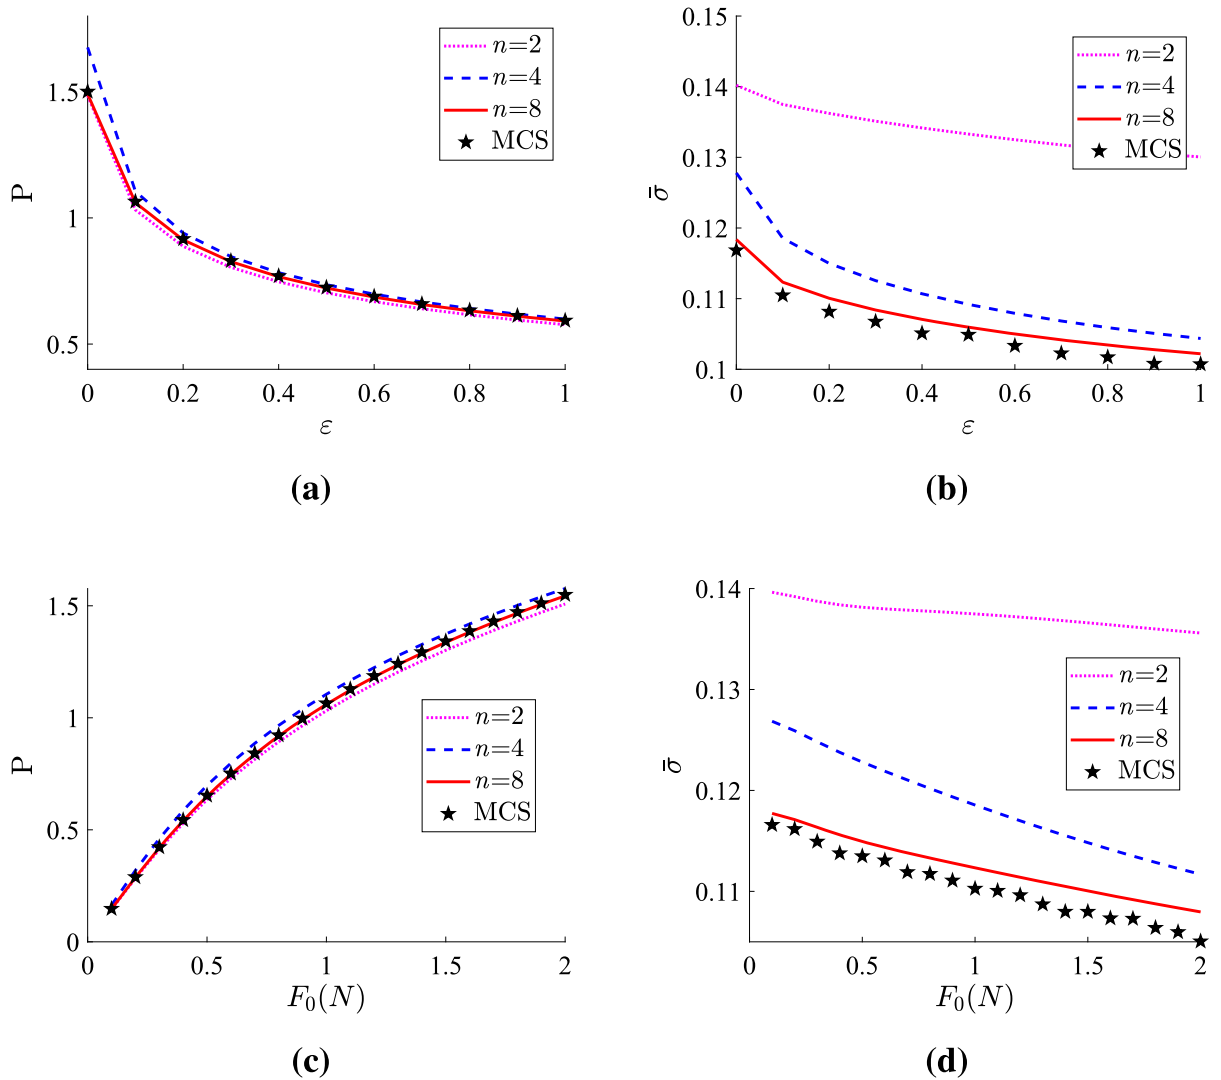 1.5
1
0.5
0
0.2
0.4
0.6
0.8
1
P
ε
n=2
n=4
n=8
MCS
(a)
0.15
0.14
0.13
0.12
0.11
0.1
0
0.2
0.4
0.6
0.8
1
σ̄
ε
n=2
n=4
n=8
MCS
(b)
1.5
1
0.5
0
0
0.5
1
1.5
2
P
F₀(N)
n=2
n=4
n=8
MCS
(c)
0.14
0.13
0.12
0.11
0
0.5
1
1.5
2
σ̄
F₀(N)
n=2
n=4
n=8
MCS
(d)